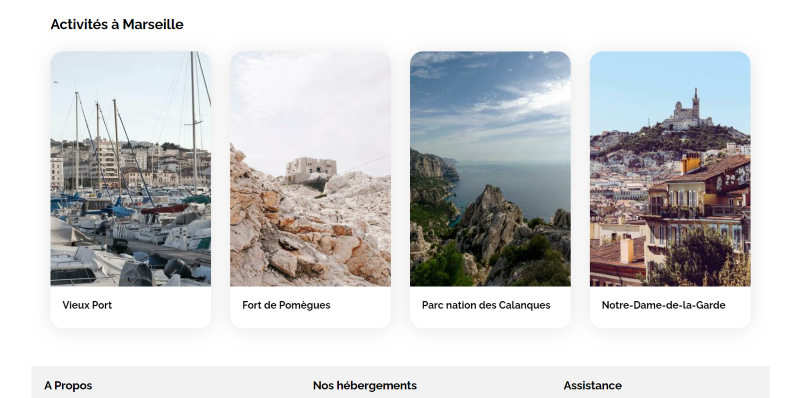 Activités à Marseille
Vieux Port
Fort de Pomègues
Parc nation des Calanques
Notre-Dame-de-la-Garde
A Propos
Nos hébergements
Assistance